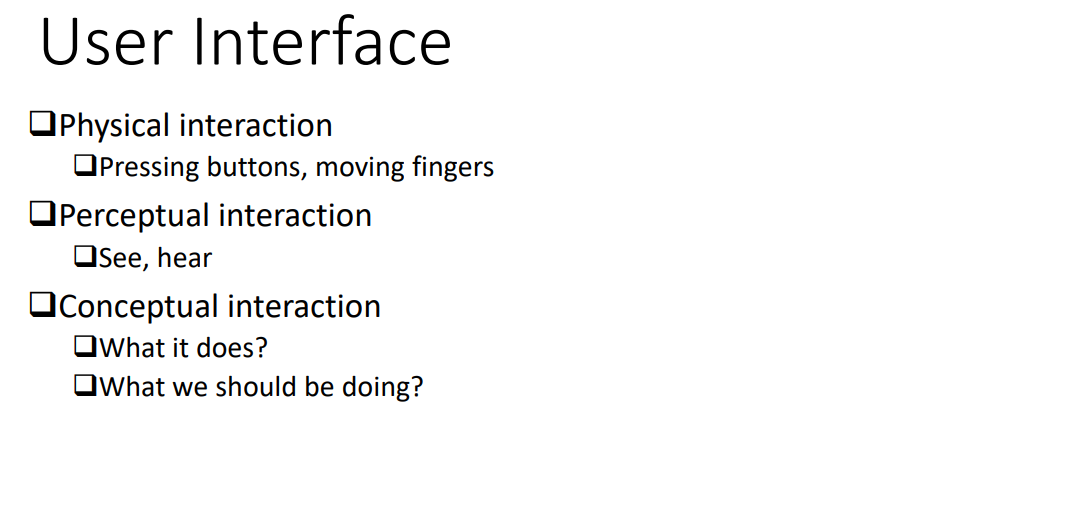 User Interface
❑Physical interaction
❑Pressing buttons, moving fingers
❑Perceptual interaction
❑See, hear
❑Conceptual interaction
❑What it does?
❑What we should be doing?